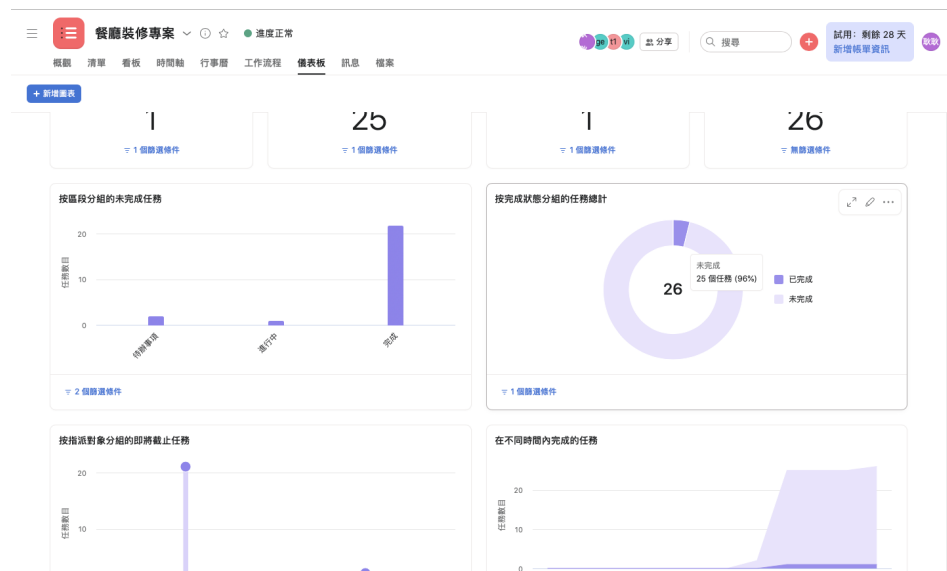 餐廳裝修專案
進度正常
ge t1 vi
分享
搜尋
試用：剩餘 28 天
新增帳單資訊
概觀 清單 看板 時間軸 行事曆 工作流程 儀表板 訊息 檔案
+ 新增圖表
1 25 1 26
1 個篩選條件 1 個篩選條件 1 個篩選條件 無篩選條件
按區段分組的未完成任務
20
10
0
任務數目
待辦事項 進行中 完成
2 個篩選條件
按完成狀態分組的任務總計
26
未完成
25 個任務 (96%)
已完成
未完成
1 個篩選條件
按指派對象分組的即將截止任務
20
10
任務數目
在不同時間內完成的任務
20
10
0
任務數目